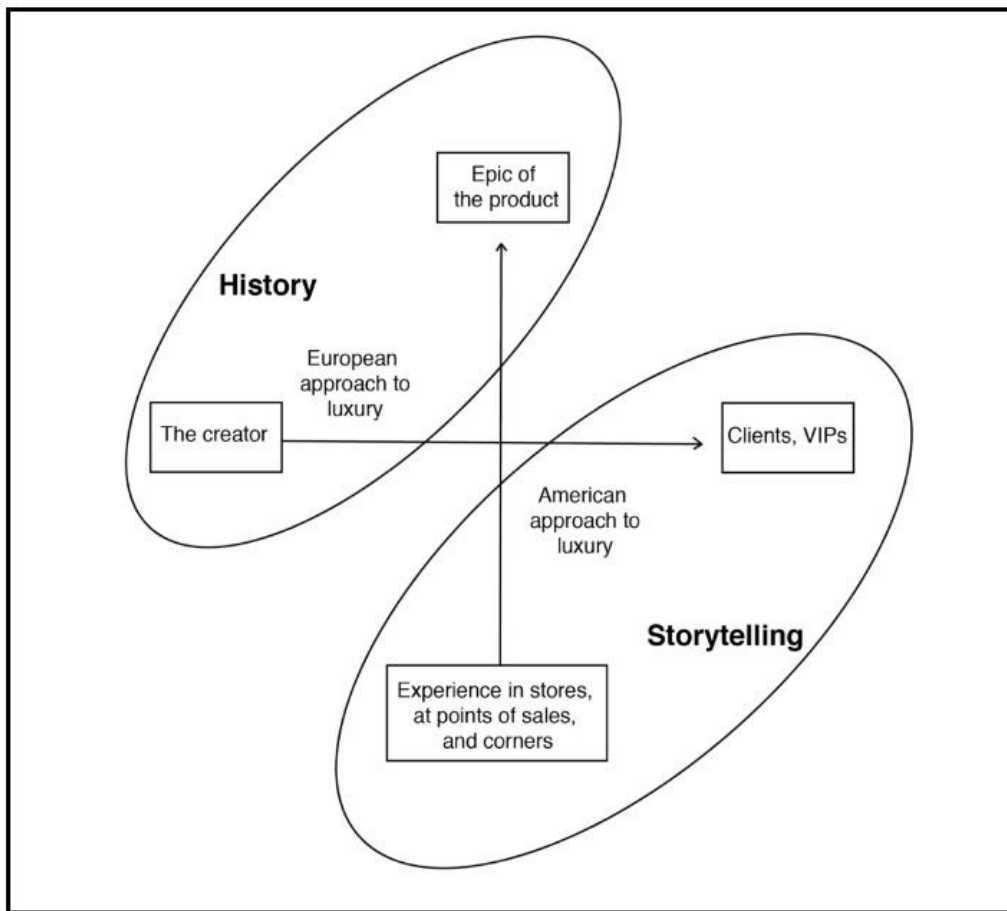 Epic of
the product
History
European
approach to
luxury
The creator
Clients, VIPs
American
approach to
luxury
Storytelling
Experience in stores,
at points of sales,
and corners